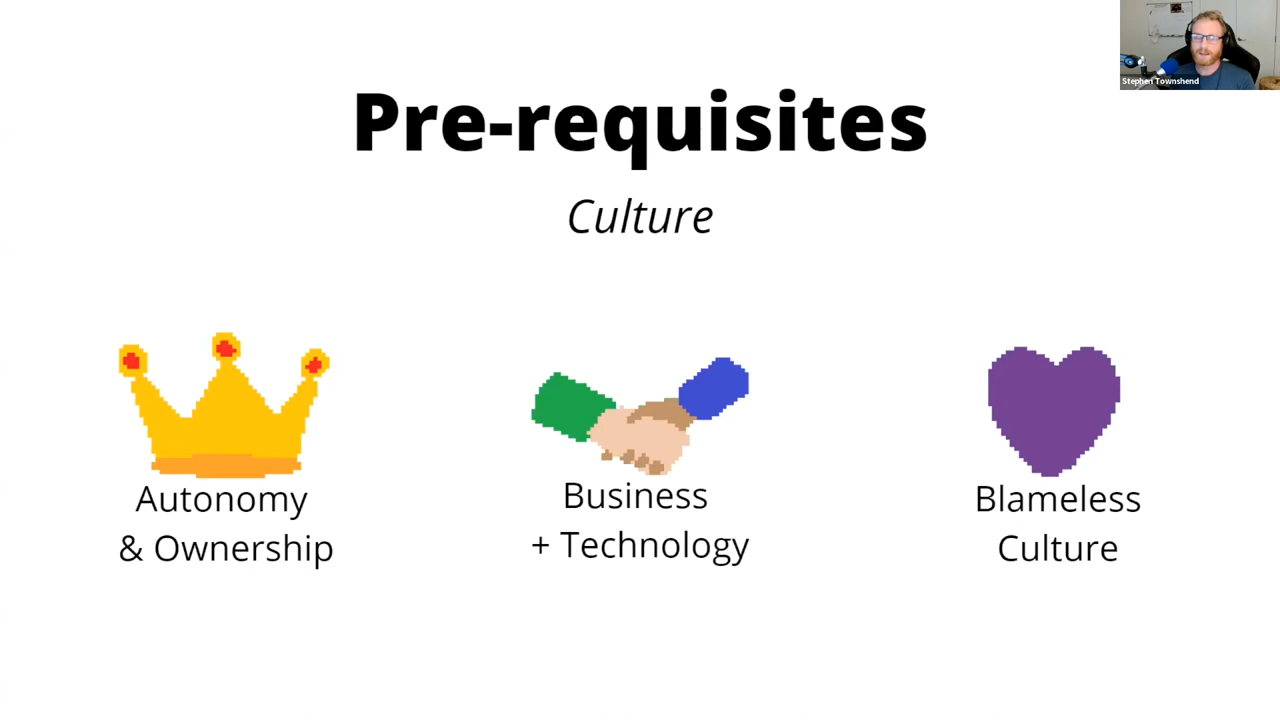 Stephen Townshend
Pre-requisites
Culture
Autonomy
& Ownership
Business
+ Technology
Blameless
Culture